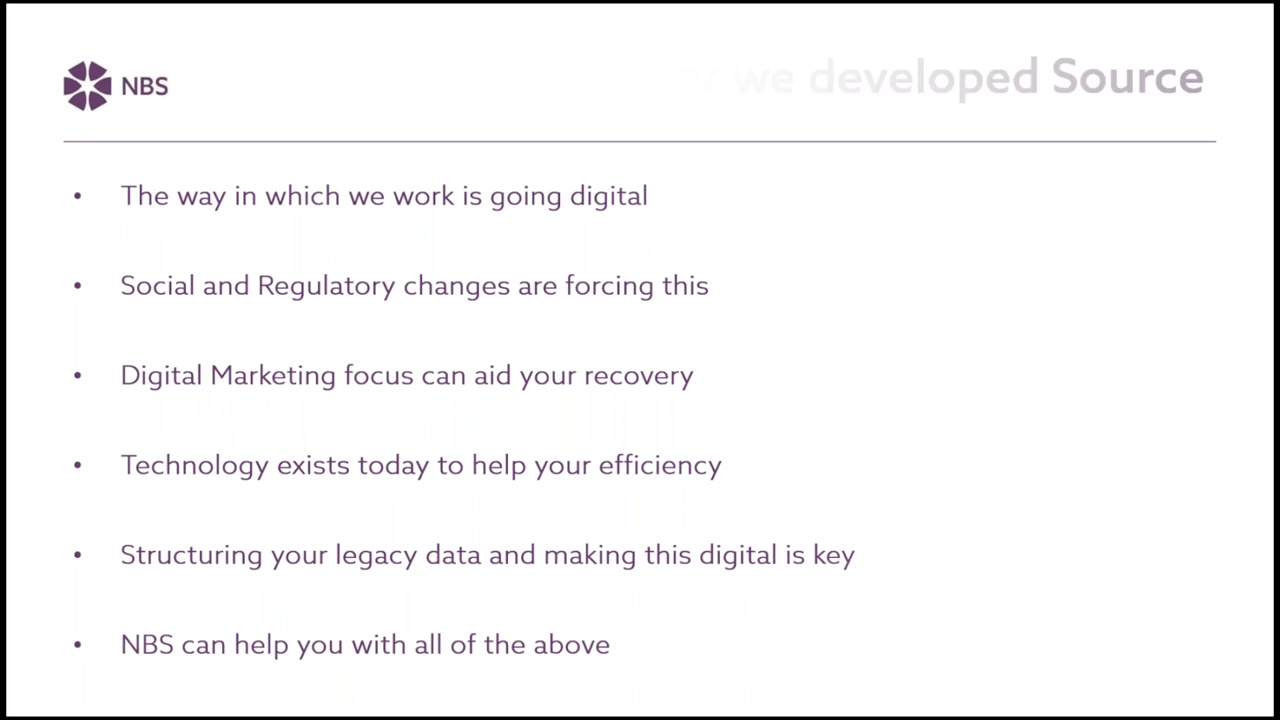 NBS
we developed Source
• The way in which we work is going digital
• Social and Regulatory changes are forcing this
• Digital Marketing focus can aid your recovery
• Technology exists today to help your efficiency
• Structuring your legacy data and making this digital is key
• NBS can help you with all of the above